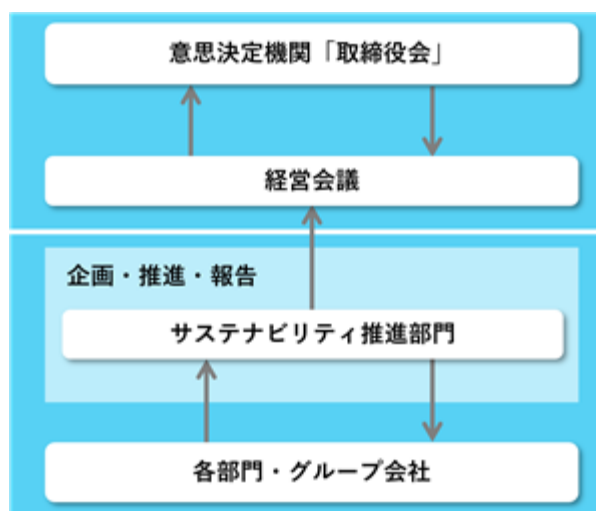 意思決定機関「取締役会」
経営会議
企画・推進・報告
サステナビリティ推進部門
各部門・グループ会社